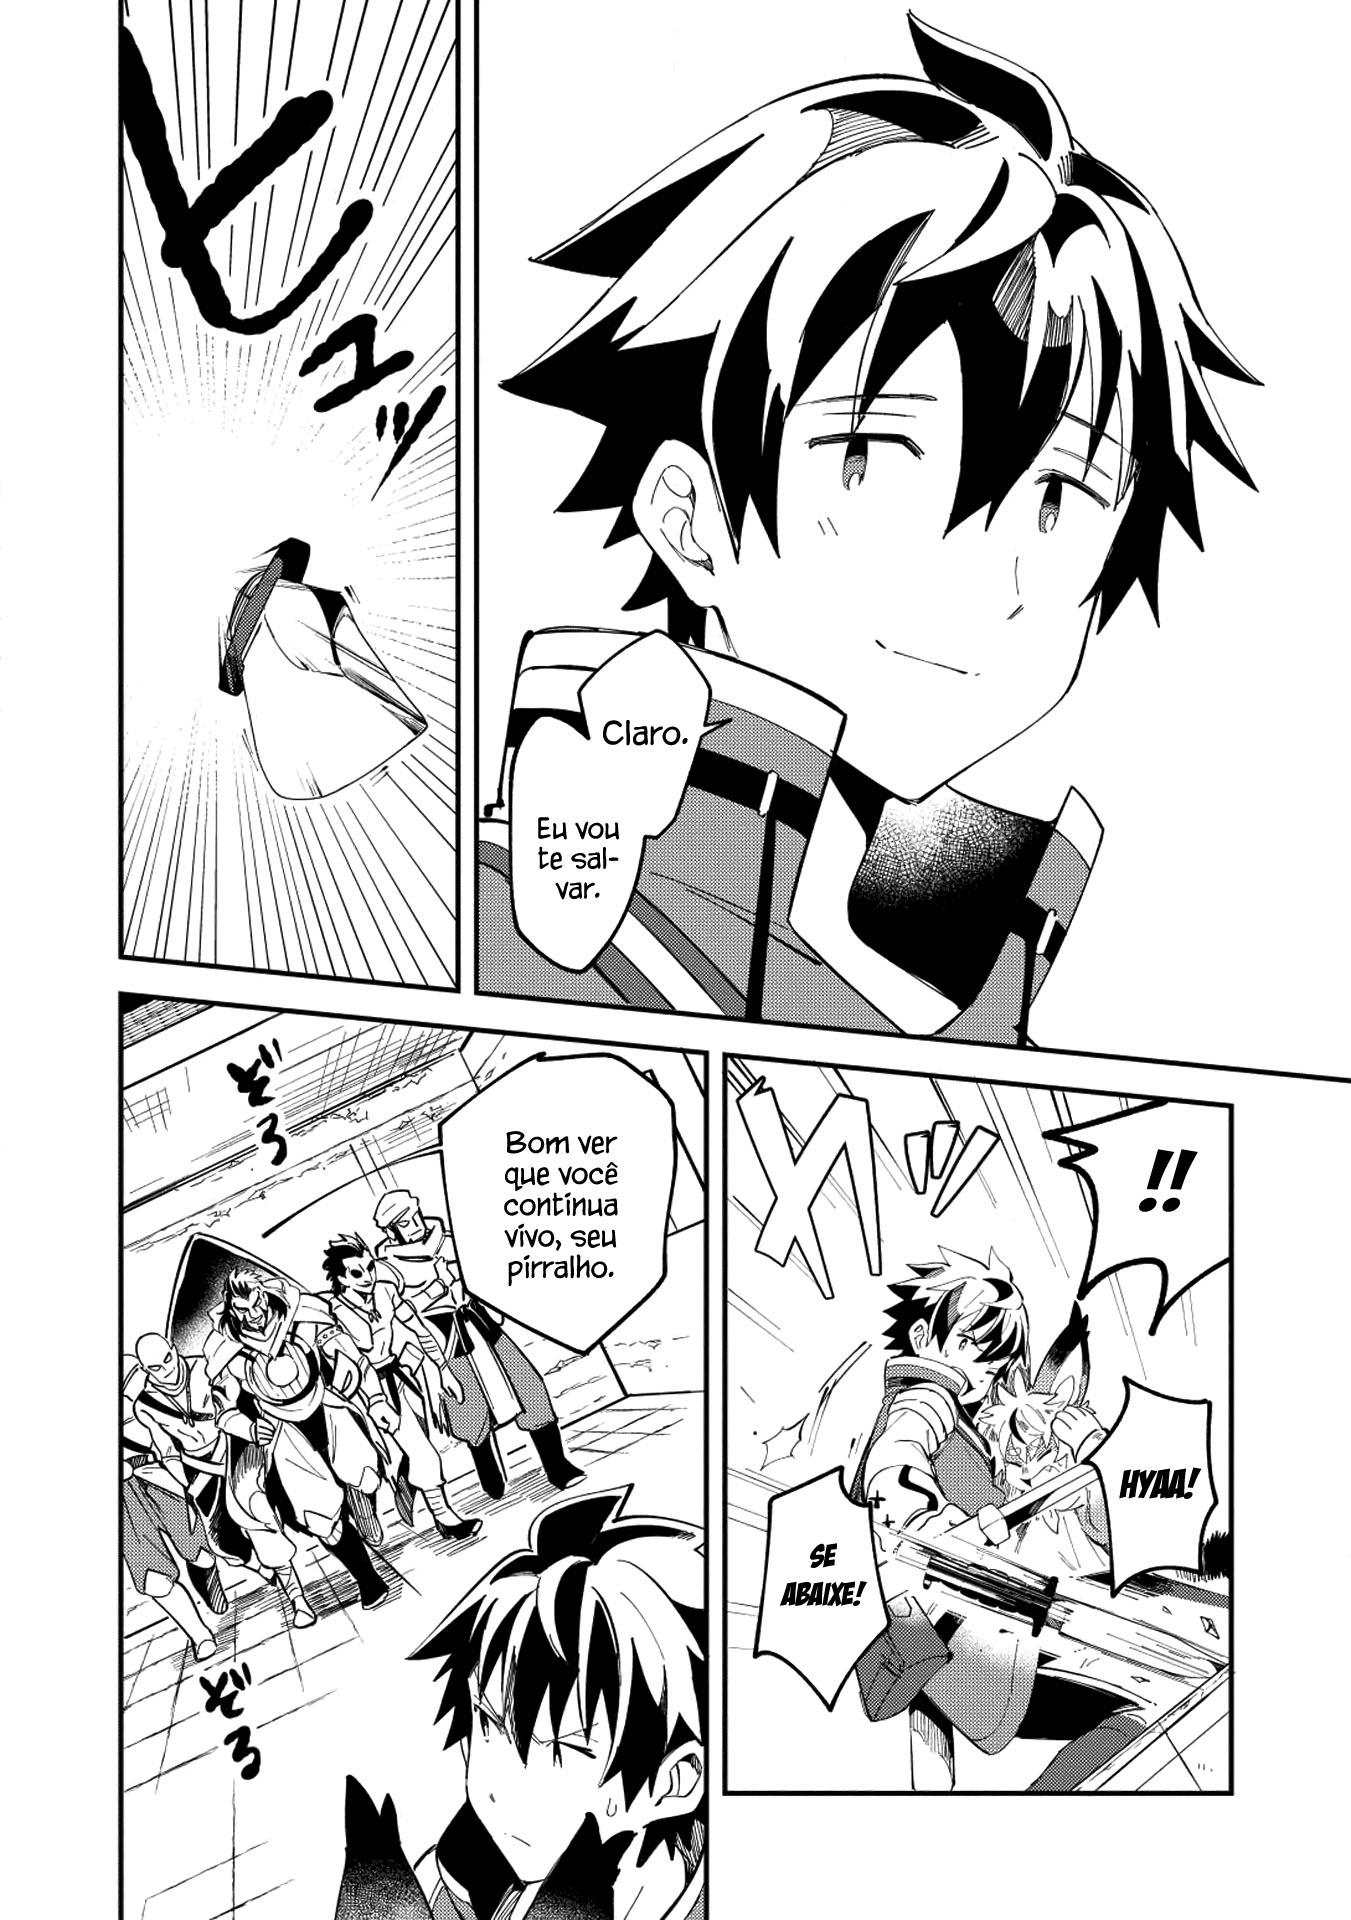 Claro.
Eu vou
te sal-
var.
ヒュッ
!!
ガッ
HYAA!
SE
ABAIXE!
Bom ver
que você
continua
vivo, seu
pirralho.
ぞろ
ぞろ